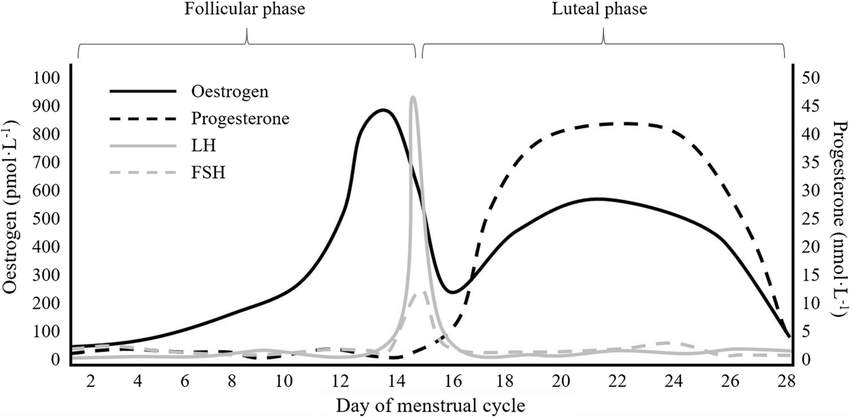 Follicular phase
Luteal phase
100
900
800
700
600
500
400
300
200
100
0
Oestrogen (pmol·L-1)
Oestrogen
Progesterone
LH
FSH
50
45
40
35
30
25
20
15
10
5
0
Progesterone (nmol·L-1)
2 4 6 8 10 12 14 16 18 20 22 24 26 28
Day of menstrual cycle